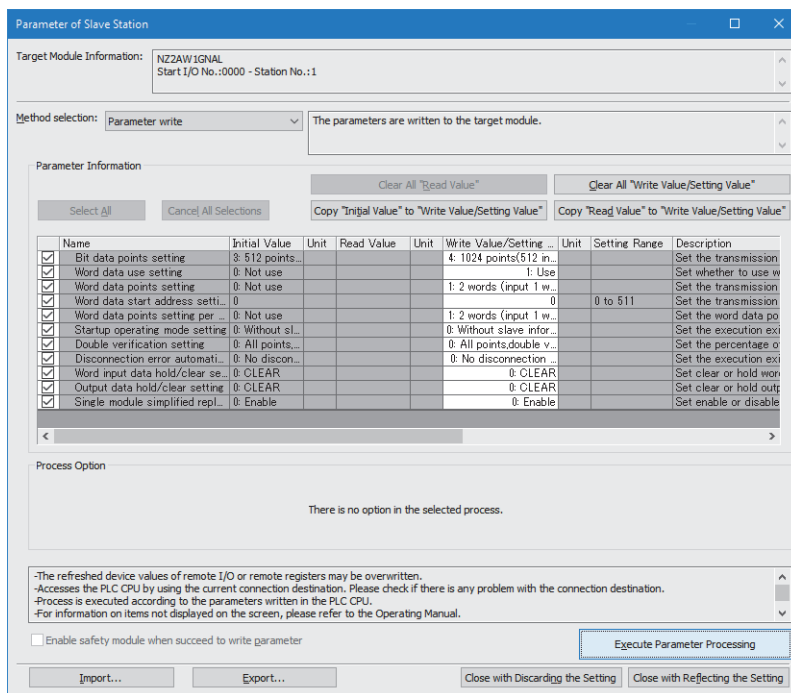 Parameter of Slave Station
Target Module Information:
NZ2AW1GNAL
Start I/O No.:0000 - Station No.:1
Method selection: Parameter write
The parameters are written to the target module.
Parameter Information
Clear All "Read Value" Clear All "Write Value/Setting Value"
Select All Cancel All Selections Copy "Initial Value" to "Write Value/Setting Value" Copy "Read Value" to "Write Value/Setting Value"
Name Initial Value Unit Read Value Unit Write Value/Setting ... Unit Setting Range Description
Bit data points setting 3: 512 points... 4: 1024 points(512 in... Set the transmission
Word data use setting 0: Not use 1: Use Set whether to use w
Word data points setting 0: Not use 1: 2 words (input 1 w... Set the transmission
Word data start address setti... 0 0 0 to 511 Set the transmission
Word data points setting per ... 0: Not use 1: 2 words (input 1 w... Set the word data po
Startup operating mode setting 0: Without sl... 0: Without slave infor... Set the execution exi
Double verification setting 0: All points,... 0: All points,double v... Set the percentage o
Disconnection error automati... 0: No discon... 0: No disconnection ... Set the execution exi
Word input data hold/clear se... 0: CLEAR 0: CLEAR Set clear or hold wor
Output data hold/clear setting 0: CLEAR 0: CLEAR Set clear or hold outp
Single module simplified repl... 0: Enable 0: Enable Set enable or disable
Process Option
There is no option in the selected process.
-The refreshed device values of remote I/O or remote registers may be overwritten.
-Accesses the PLC CPU by using the current connection destination. Please check if there is any problem with the connection destination.
-Process is executed according to the parameters written in the PLC CPU.
-For information on items not displayed on the screen, please refer to the Operating Manual.
Enable safety module when succeed to write parameter
Execute Parameter Processing
Import... Export... Close with Discarding the Setting Close with Reflecting the Setting